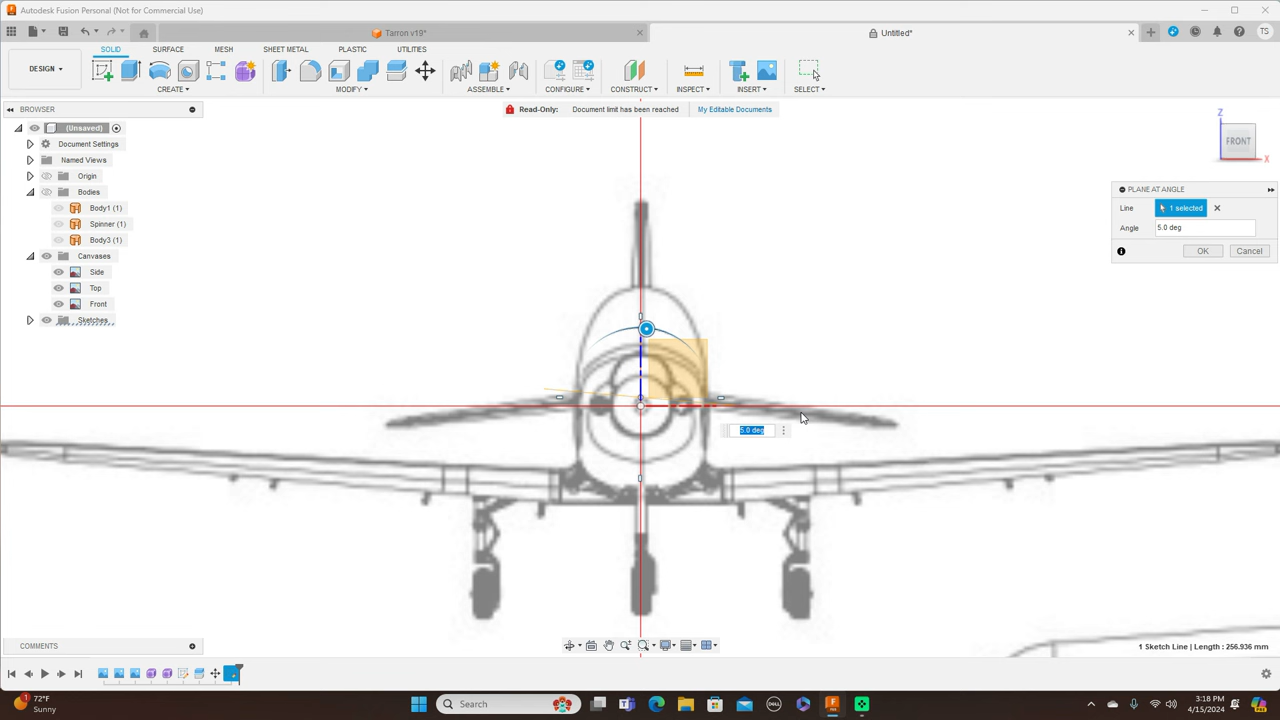 Autodesk Fusion Personal (Not for Commercial Use)
Tarron v19*
Untitled*
TS
DESIGN
SOLID SURFACE MESH SHEET METAL PLASTIC UTILITIES
CREATE MODIFY ASSEMBLE CONFIGURE CONSTRUCT INSPECT INSERT SELECT
BROWSER
Read-Only: Document limit has been reached My Editable Documents
(Unsaved)
Document Settings
Named Views
Origin
Bodies
Body1 (1)
Spinner (1)
Body3 (1)
Canvases
Side
Top
Front
Sketches
Z
FRONT
X
PLANE AT ANGLE
Line 1 selected
Angle 5.0 deg
OK Cancel
5.0 deg
COMMENTS
1 Sketch Line | Length : 256.936 mm
1
72°F
Sunny
Search
DELL
3:18 PM
4/15/2024